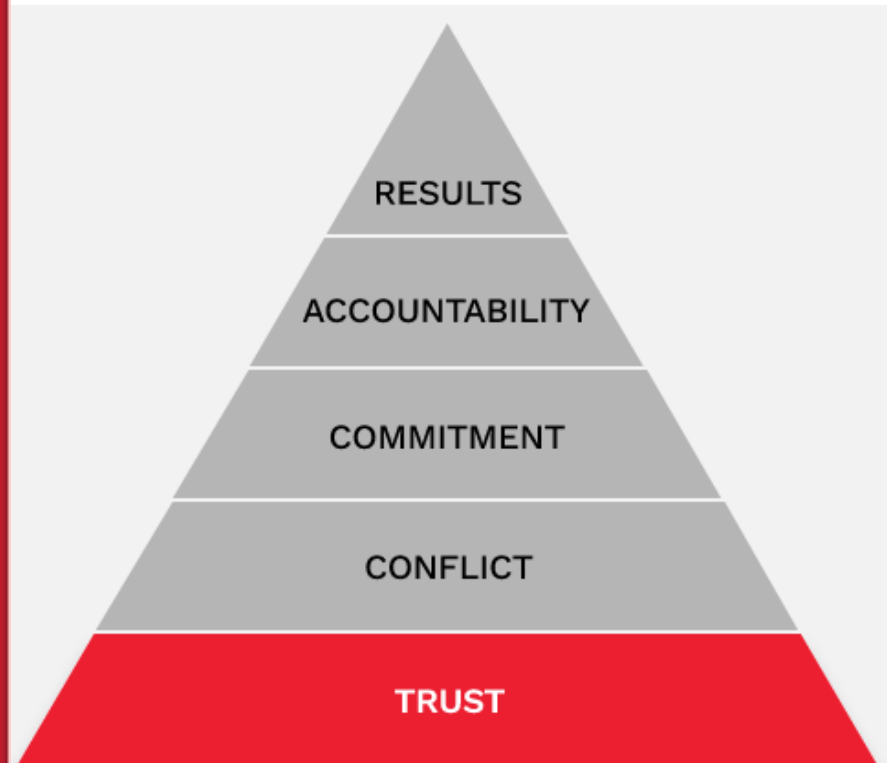 RESULTS
ACCOUNTABILITY
COMMITMENT
CONFLICT
TRUST